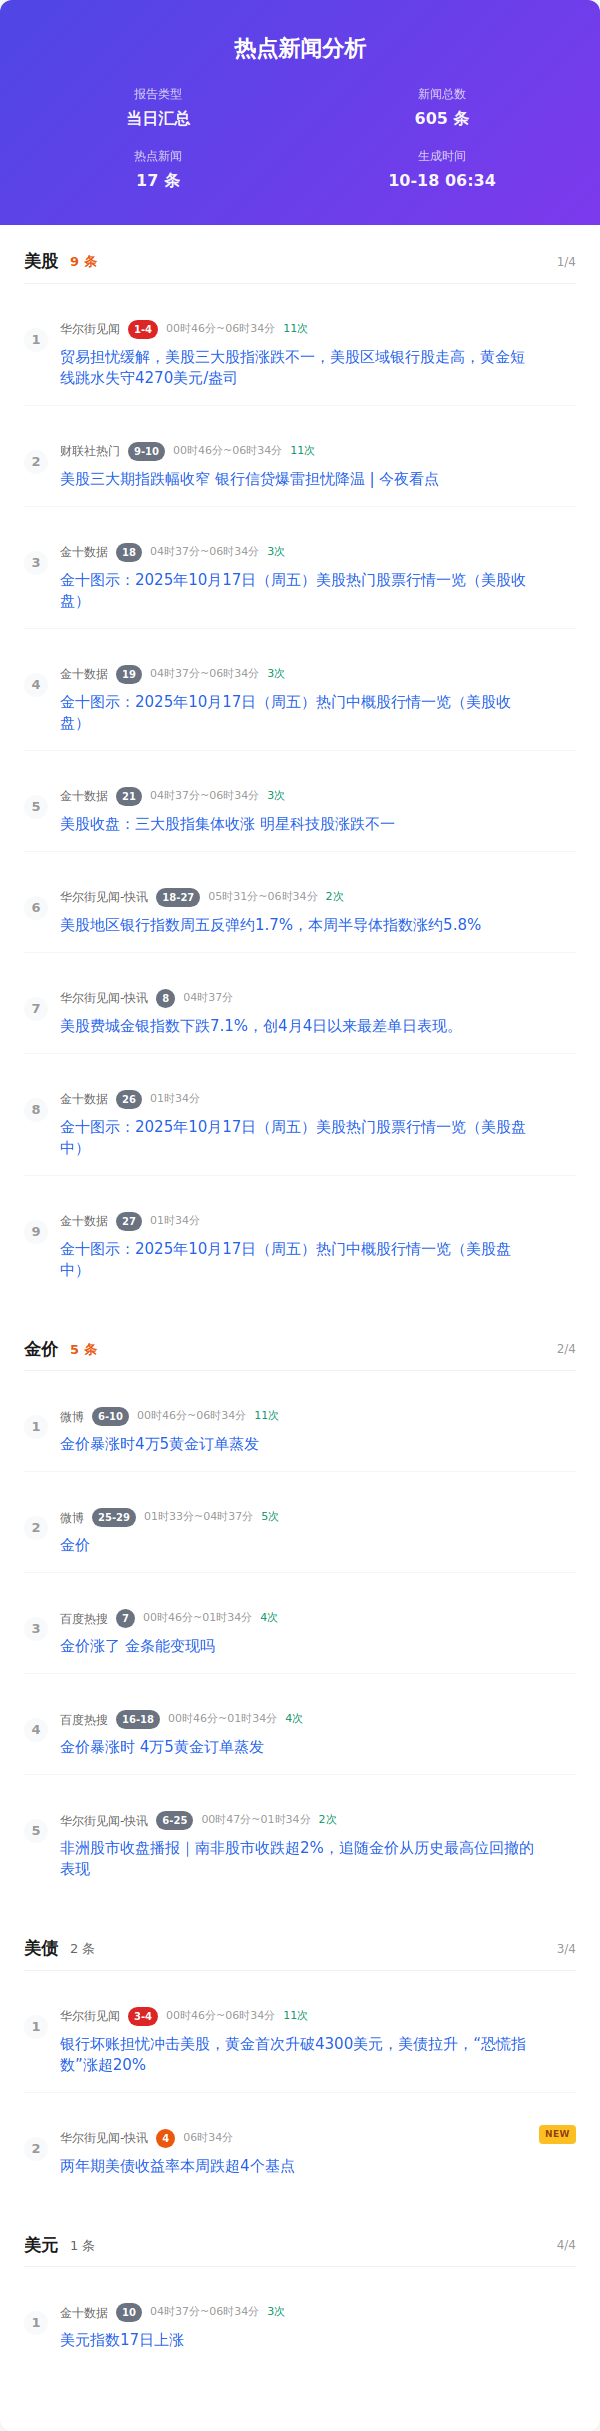 热点新闻分析
报告类型
当日汇总
新闻总数
605 条
热点新闻
17 条
生成时间
10-18 06:34
美股 9 条 1/4
1
华尔街见闻 1-4 00时46分~06时34分 11次
贸易担忧缓解，美股三大股指涨跌不一，美股区域银行股走高，黄金短
线跳水失守4270美元/盎司
2
财联社热门 9-10 00时46分~06时34分 11次
美股三大期指跌幅收窄 银行信贷爆雷担忧降温 | 今夜看点
3
金十数据 18 04时37分~06时34分 3次
金十图示：2025年10月17日（周五）美股热门股票行情一览（美股收
盘）
4
金十数据 19 04时37分~06时34分 3次
金十图示：2025年10月17日（周五）热门中概股行情一览（美股收
盘）
5
金十数据 21 04时37分~06时34分 3次
美股收盘：三大股指集体收涨 明星科技股涨跌不一
6
华尔街见闻-快讯 18-27 05时31分~06时34分 2次
美股地区银行指数周五反弹约1.7%，本周半导体指数涨约5.8%
7
华尔街见闻-快讯 8 04时37分
美股费城金银指数下跌7.1%，创4月4日以来最差单日表现。
8
金十数据 26 01时34分
金十图示：2025年10月17日（周五）美股热门股票行情一览（美股盘
中）
9
金十数据 27 01时34分
金十图示：2025年10月17日（周五）热门中概股行情一览（美股盘
中）
金价 5 条 2/4
1
微博 6-10 00时46分~06时34分 11次
金价暴涨时4万5黄金订单蒸发
2
微博 25-29 01时33分~04时37分 5次
金价
3
百度热搜 7 00时46分~01时34分 4次
金价涨了 金条能变现吗
4
百度热搜 16-18 00时46分~01时34分 4次
金价暴涨时 4万5黄金订单蒸发
5
华尔街见闻-快讯 6-25 00时47分~01时34分 2次
非洲股市收盘播报｜南非股市收跌超2%，追随金价从历史最高位回撤的
表现
美债 2 条 3/4
1
华尔街见闻 3-4 00时46分~06时34分 11次
银行坏账担忧冲击美股，黄金首次升破4300美元，美债拉升，“恐慌指
数”涨超20%
2
华尔街见闻-快讯 4 06时34分 NEW
两年期美债收益率本周跌超4个基点
美元 1 条 4/4
1
金十数据 10 04时37分~06时34分 3次
美元指数17日上涨